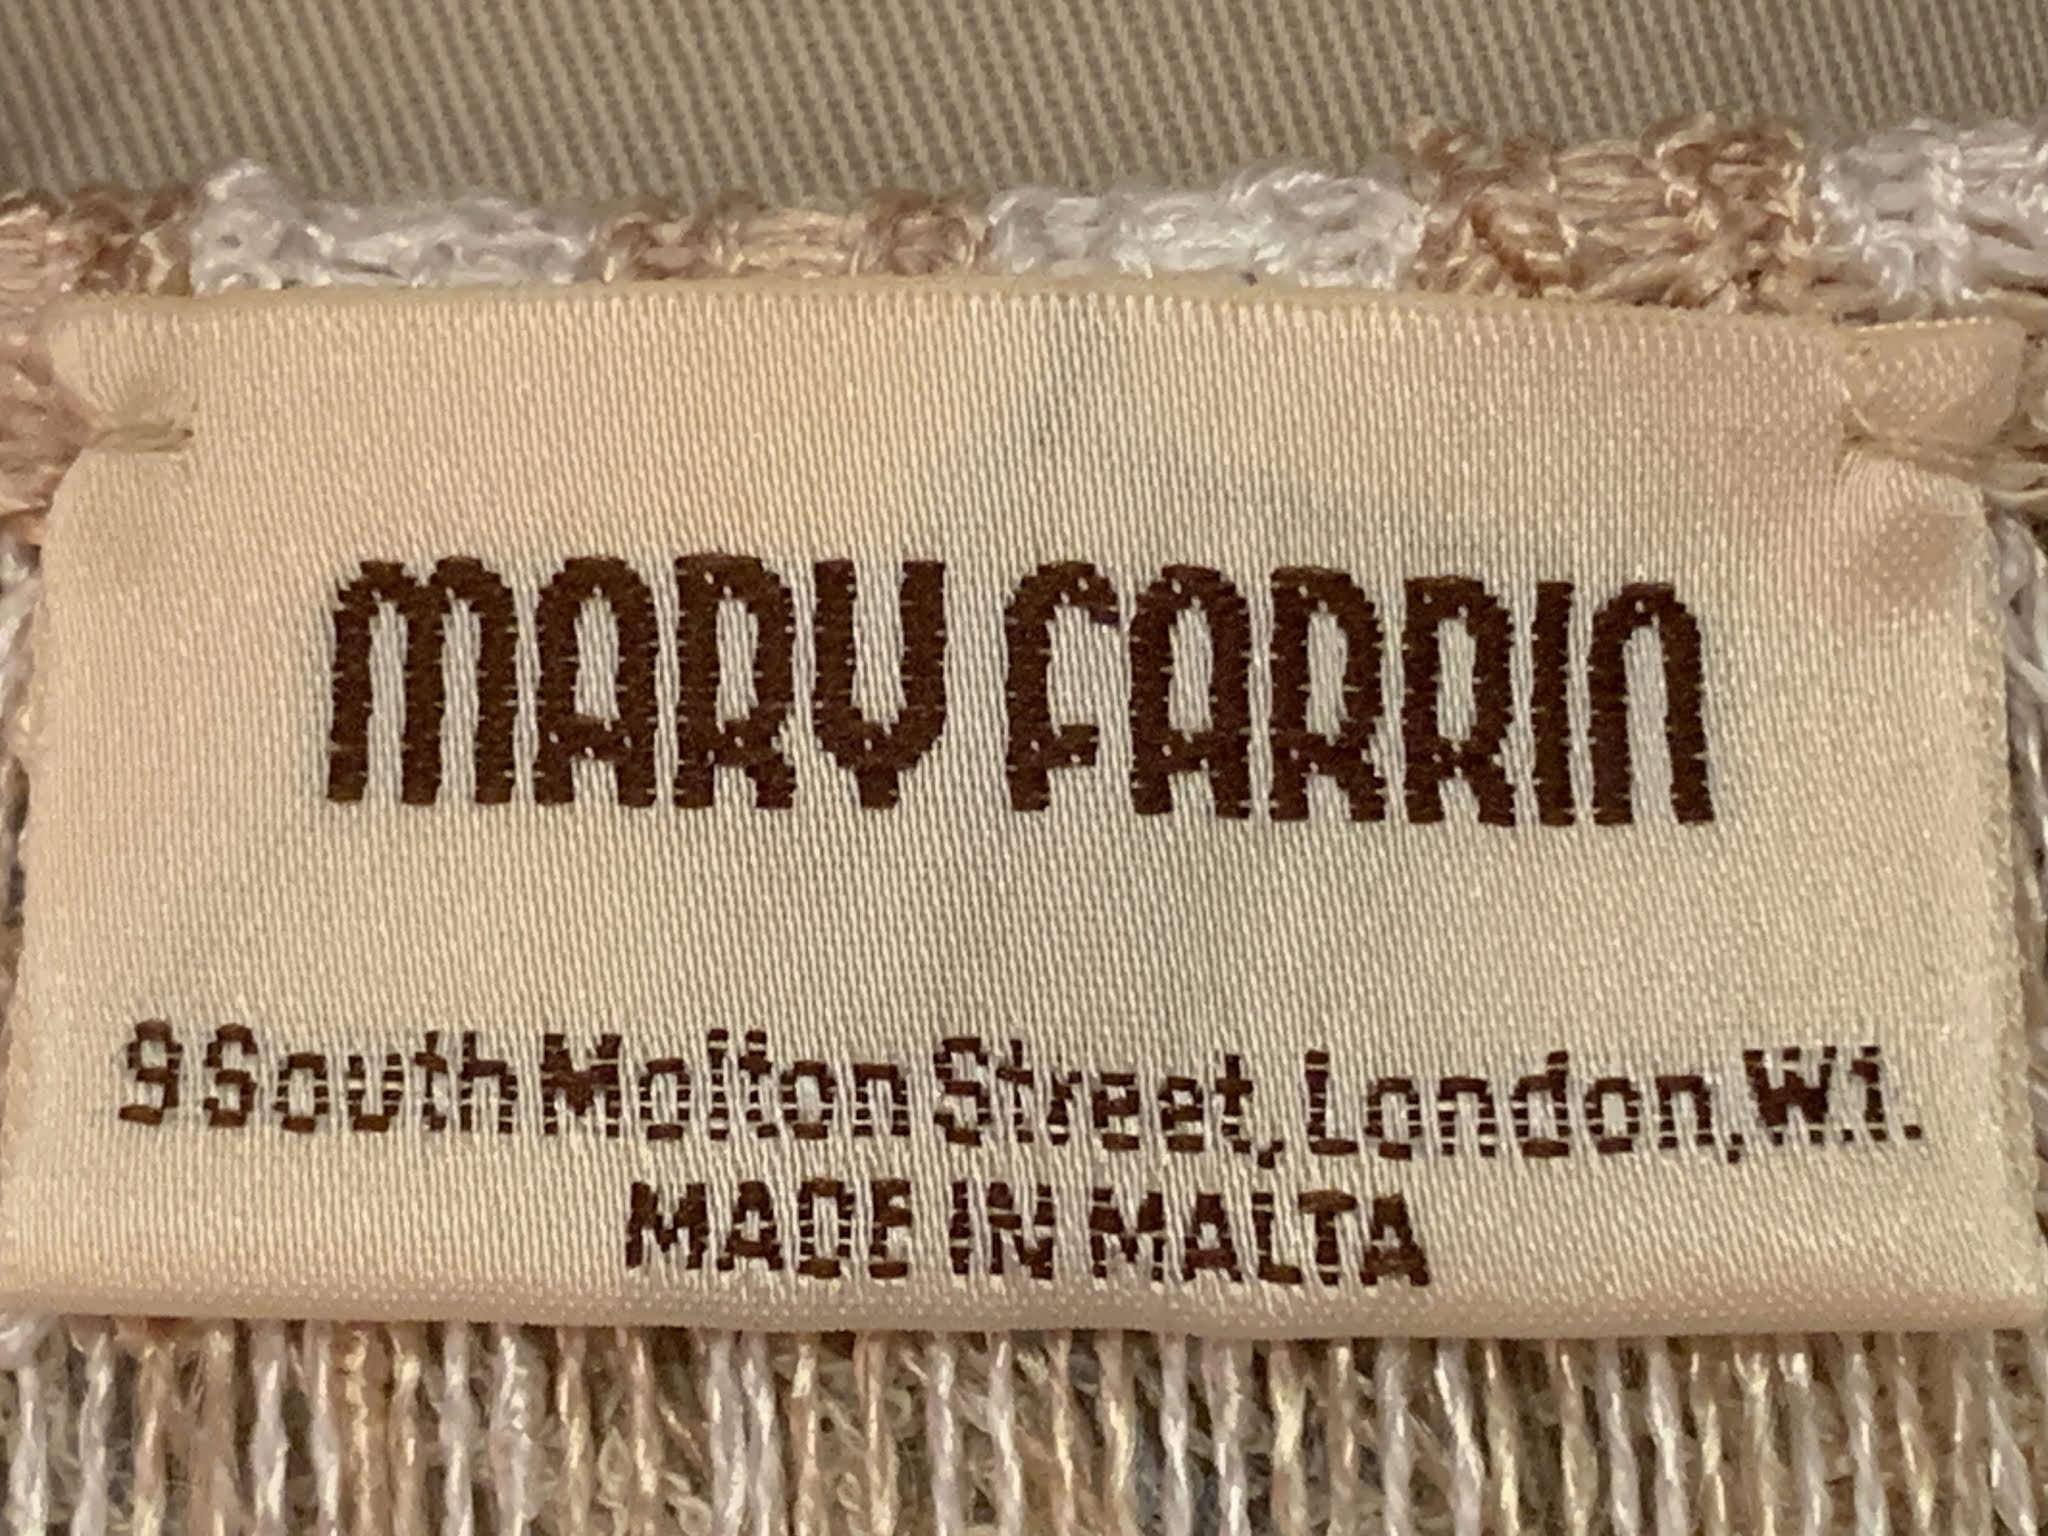 MARY FARRIN
9 South Molton Street, London, W.1.
MADE IN MALTA